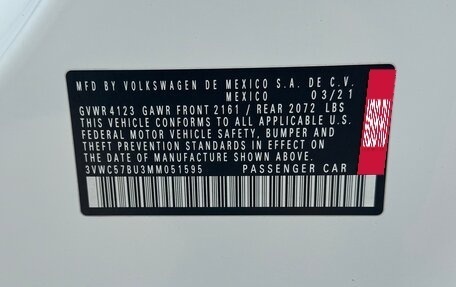 MFD BY VOLKSWAGEN DE MEXICO S.A. DE C.V.
MEXICO 03/21
GVWR 4123 GAWR FRONT 2161 / REAR 2072 LBS
THIS VEHICLE CONFORMS TO ALL APPLICABLE U.S.
FEDERAL MOTOR VEHICLE SAFETY, BUMPER AND
THEFT PREVENTION STANDARDS IN EFFECT ON
THE DATE OF MANUFACTURE SHOWN ABOVE.
3VWC57BU3MM051595 PASSENGER CAR